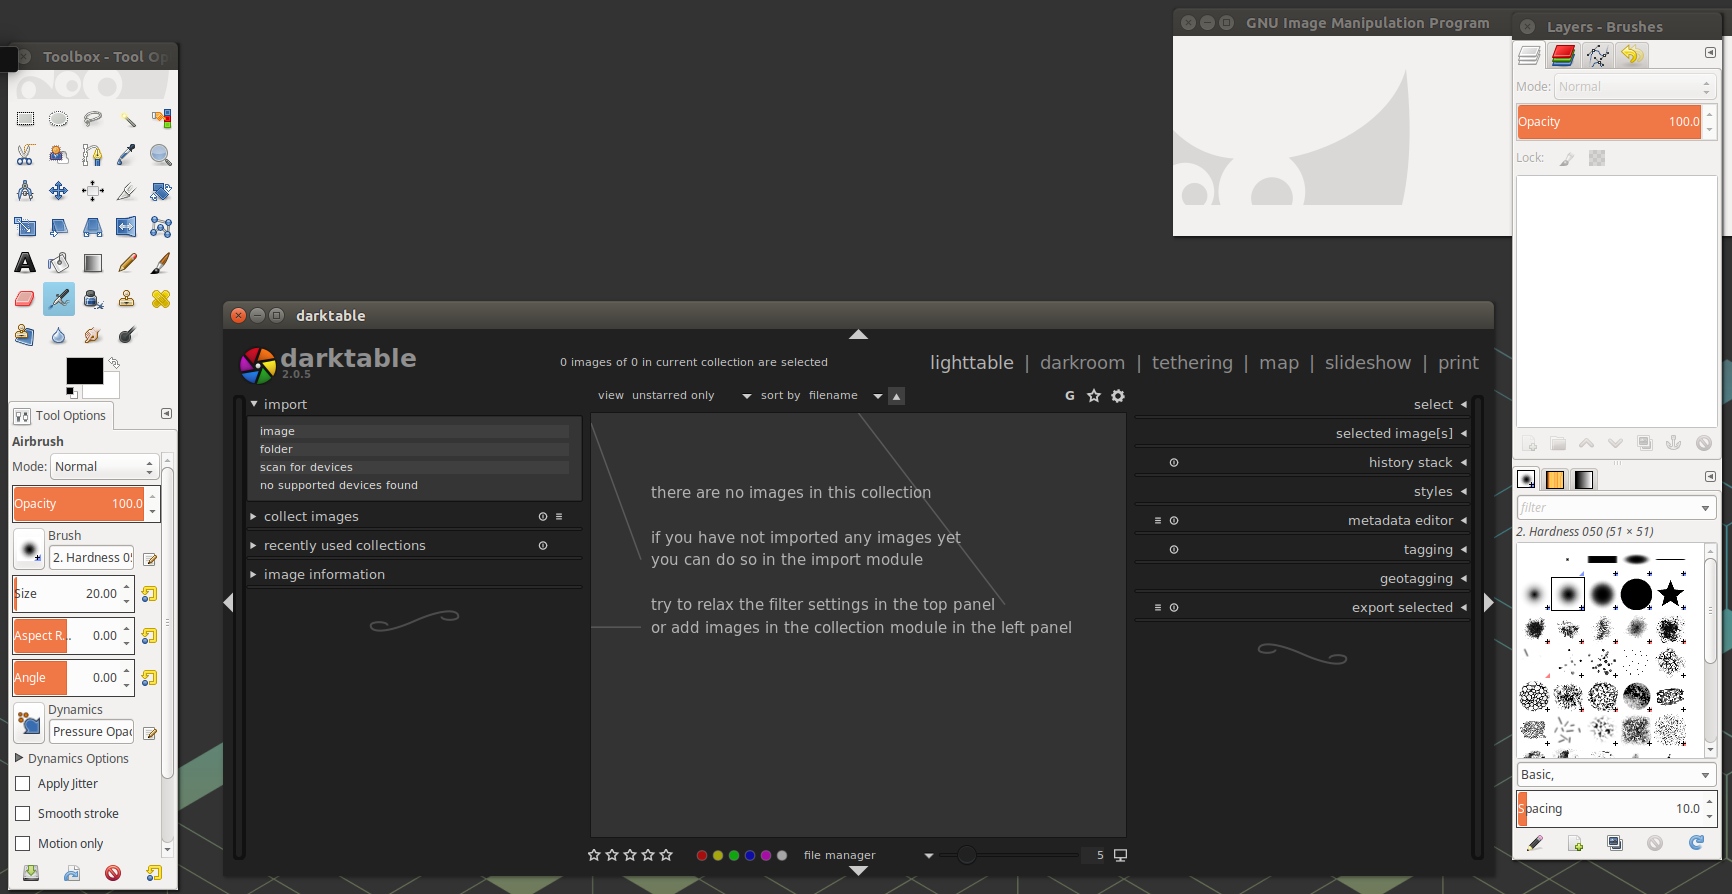 GNU Image Manipulation Program
Layers - Brushes
Toolbox - Tool Op
Mode: Normal
Opacity 100.0
Lock:
filter
2. Hardness 050 (51 × 51)
Basic,
Spacing 10.0
Tool Options
Airbrush
Mode: Normal
Opacity 100.0
Brush
2. Hardness 05
Size 20.00
Aspect R... 0.00
Angle 0.00
Dynamics
Pressure Opac
Dynamics Options
Apply Jitter
Smooth stroke
Motion only
darktable
darktable
2.0.5
0 images of 0 in current collection are selected
lighttable | darkroom | tethering | map | slideshow | print
view unstarred only sort by filename
G
import
image
folder
scan for devices
no supported devices found
collect images
recently used collections
image information
there are no images in this collection
if you have not imported any images yet
you can do so in the import module
try to relax the filter settings in the top panel
or add images in the collection module in the left panel
select
selected image[s]
history stack
styles
metadata editor
tagging
geotagging
export selected
file manager
5